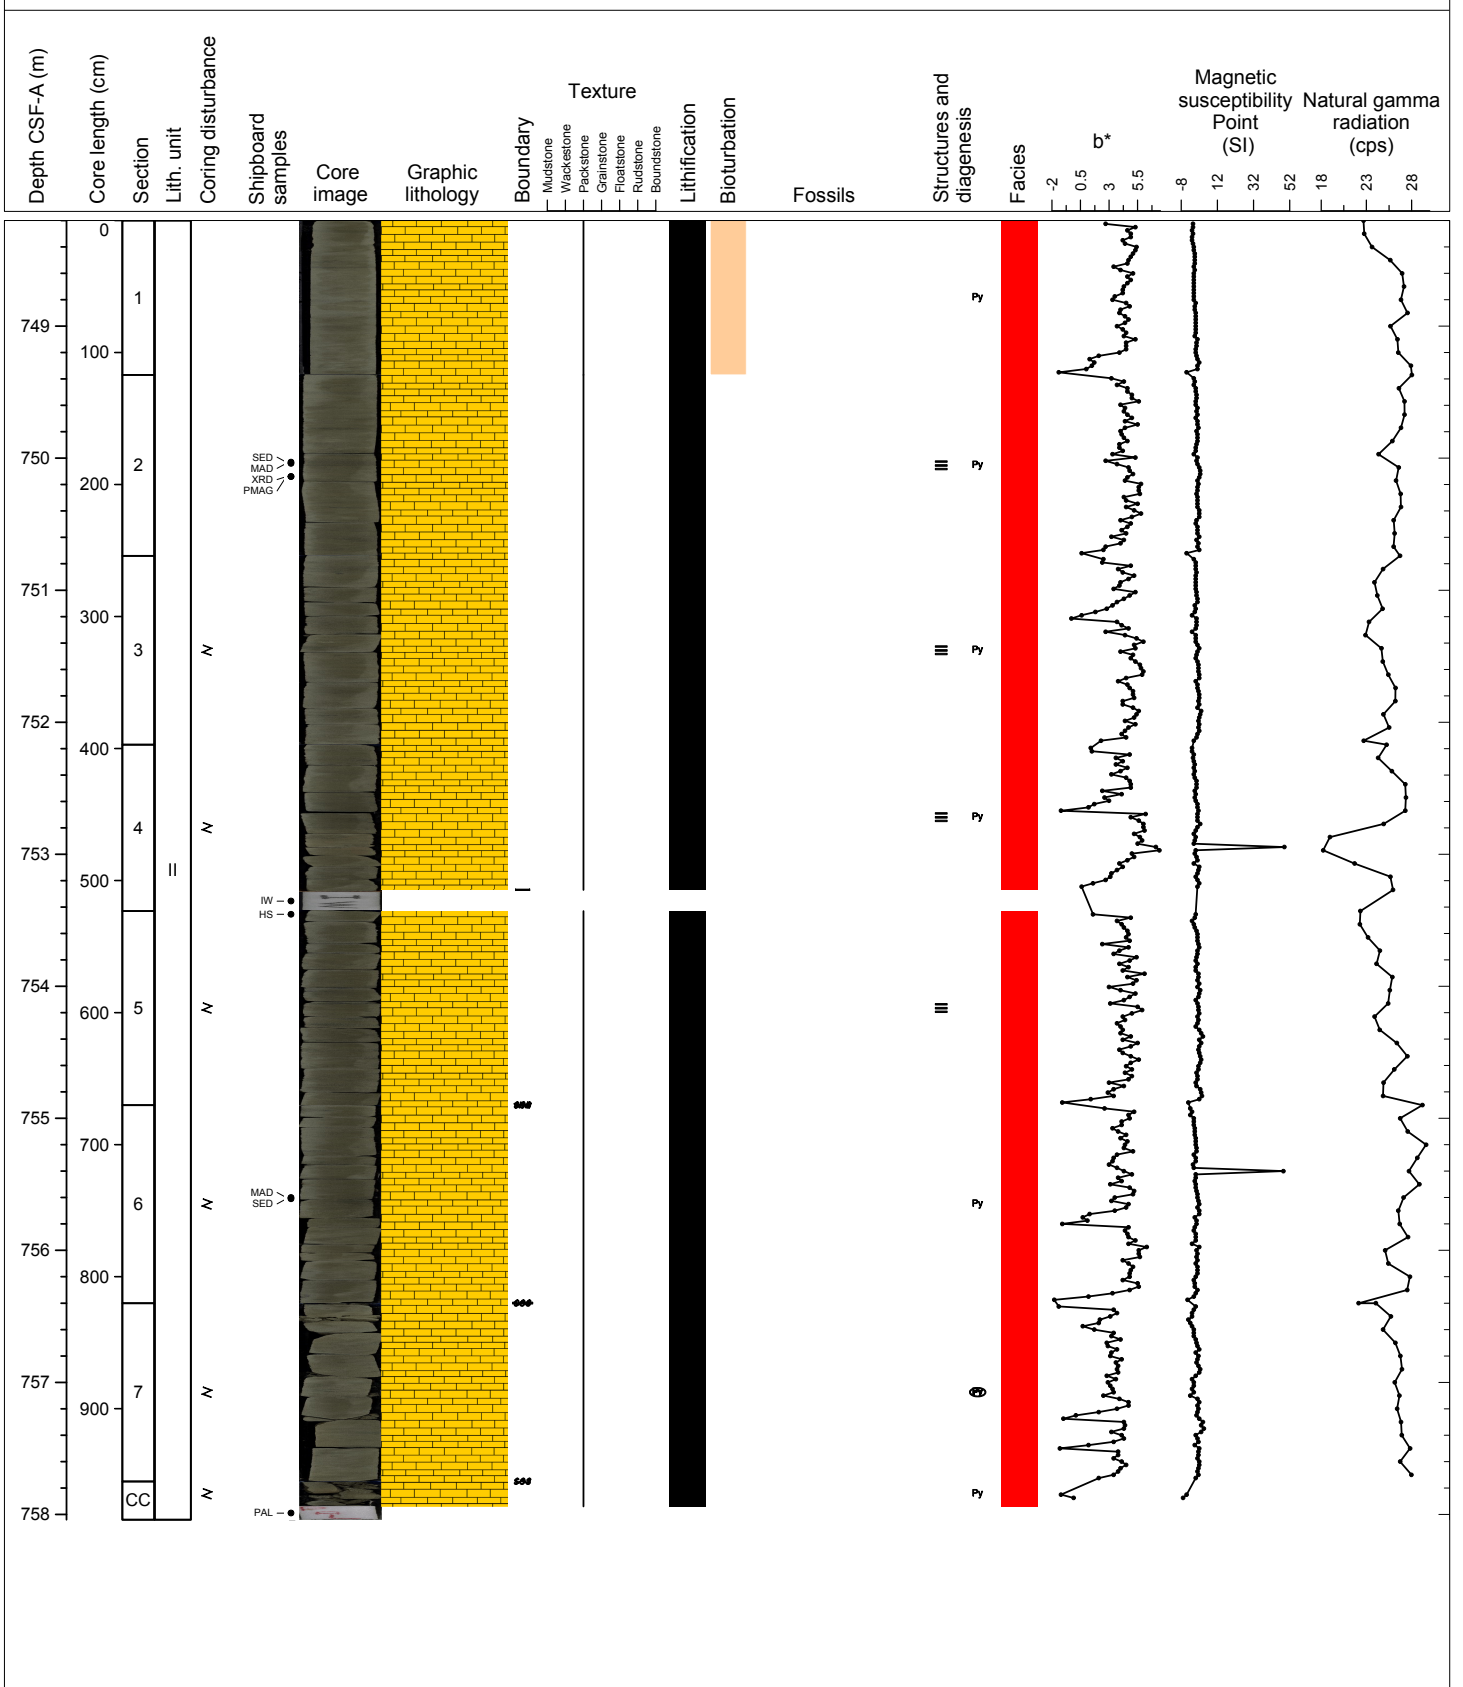 Depth CSF-A (m)
Core length (cm)
Section
Lith. unit
Coring disturbance
Shipboard
samples
Core
image
Graphic
lithology
Boundary
Texture
Mudstone
Wackestone
Packstone
Grainstone
Floatstone
Rudstone
Boundstone
Lithification
Bioturbation
Fossils
Structures and
diagenesis
Facies
b*
-2 0.5 3 5.5
Magnetic
susceptibility
Point
(SI)
-8 12 32 52
Natural gamma
radiation
(cps)
18 23 28
0
1
Py
749
100
SED
750
2
Py
MAD
XRD
200
PMAG
751
300
3
Py
752
400
4
Py
753
II
500
IW
HS
754
5
600
755
700
MAD
6
Py
SED
756
800
757
7
Py
900
CC
Py
PAL
758